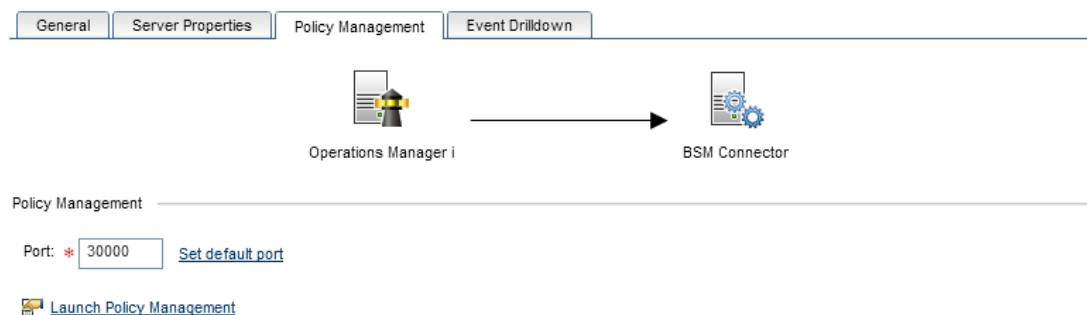 General Server Properties Policy Management Event Drilldown
Operations Manager i BSM Connector
Policy Management
Port: * 30000 Set default port
Launch Policy Management